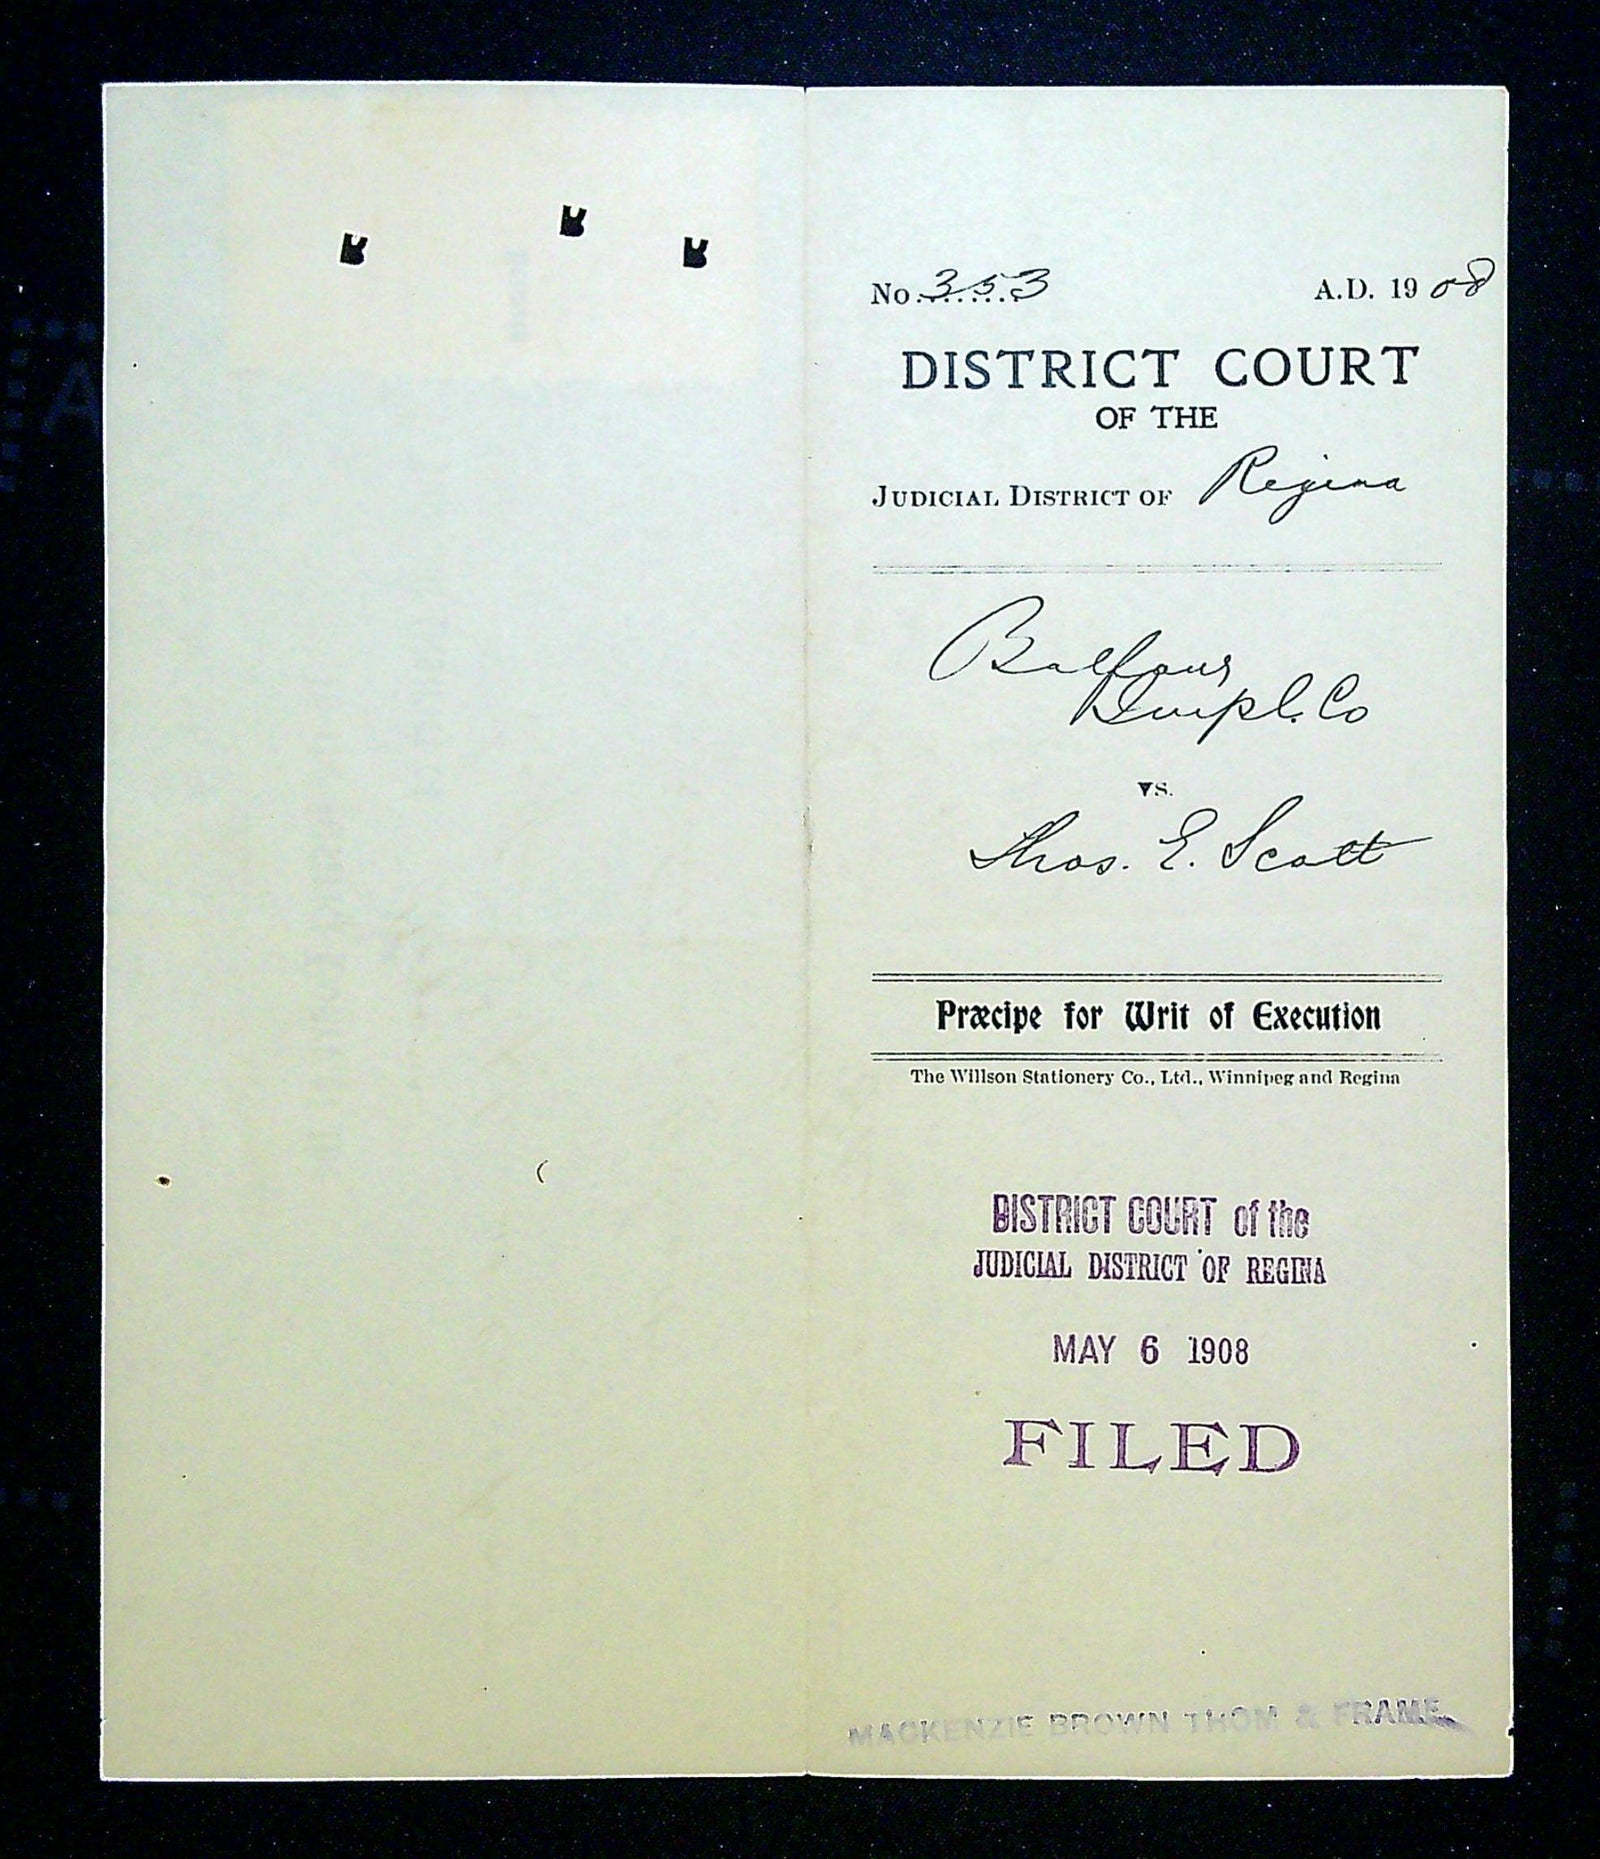 No. 353 A.D. 1908
DISTRICT COURT
OF THE
JUDICIAL DISTRICT OF Regina
Balfour
Impl. Co
VS.
Thos. E. Scott
Præcipe for Writ of Execution
The Willson Stationery Co., Ltd., Winnipeg and Regina
DISTRICT COURT of the
JUDICIAL DISTRICT OF REGINA
MAY 6 1908
FILED
MACKENZIE BROWN THOM & FRAME